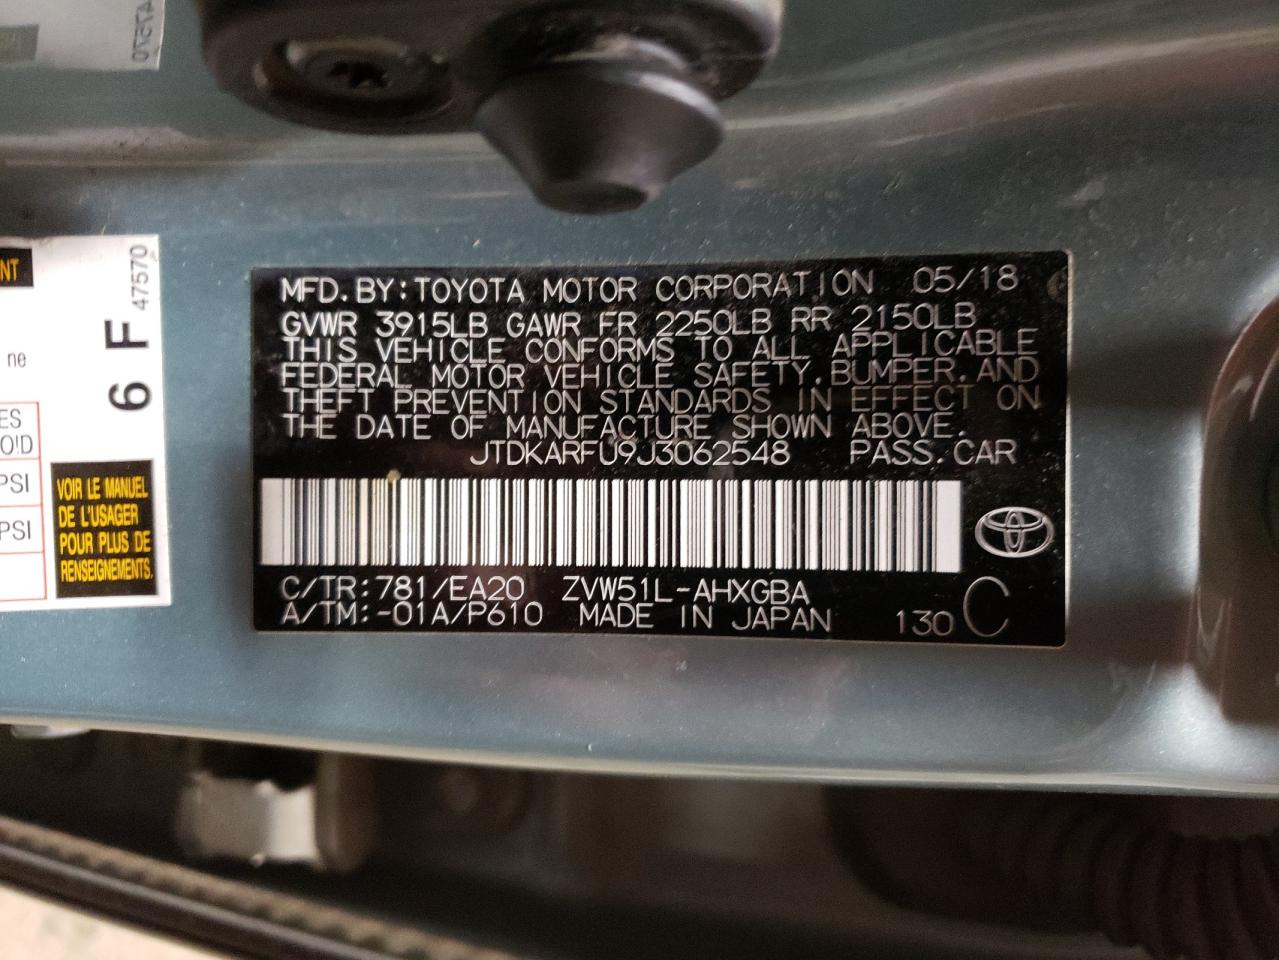 NT
ne
ES
O!D
PSI
PSI
6 F
47570
VOIR LE MANUEL
DE L'USAGER
POUR PLUS DE
RENSEIGNEMENTS
MFD.BY:TOYOTA MOTOR CORPORATION 05/18
GVWR 3915LB GAWR FR 2250LB RR 2150LB
THIS VEHICLE CONFORMS TO ALL APPLICABLE
FEDERAL MOTOR VEHICLE SAFETY,BUMPER,AND
THEFT PREVENTION STANDARDS IN EFFECT ON
THE DATE OF MANUFACTURE SHOWN ABOVE.
JTDKARFU9J3062548 PASS.CAR
C/TR:781/EA20 ZVW51L-AHXGBA
A/TM:-01A/P610 MADE IN JAPAN 130 C